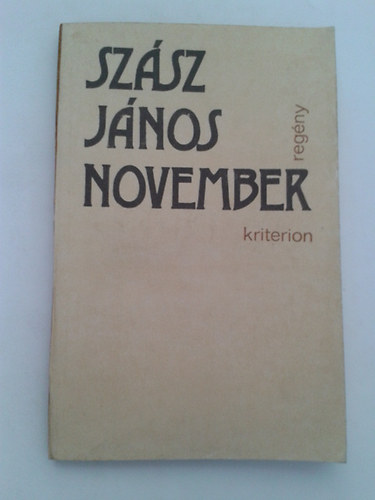 SZÁSZ
JÁNOS
NOVEMBER
regény
kriterion